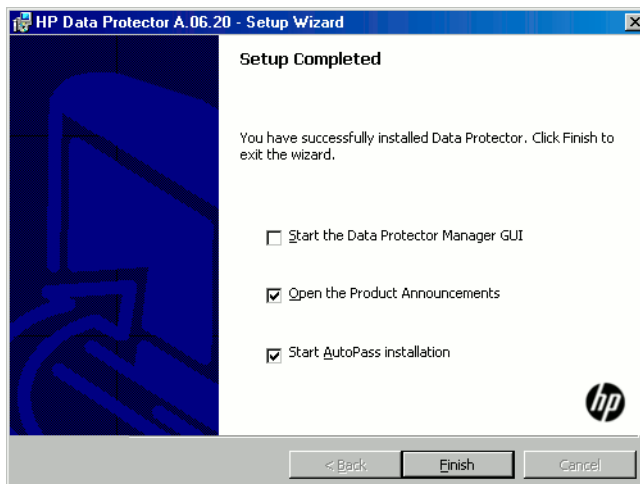 HP Data Protector A.06.20 - Setup Wizard
Setup Completed
You have successfully installed Data Protector. Click Finish to
exit the wizard.
Start the Data Protector Manager GUI
Open the Product Announcements
Start AutoPass installation
hp
< Back
Finish
Cancel